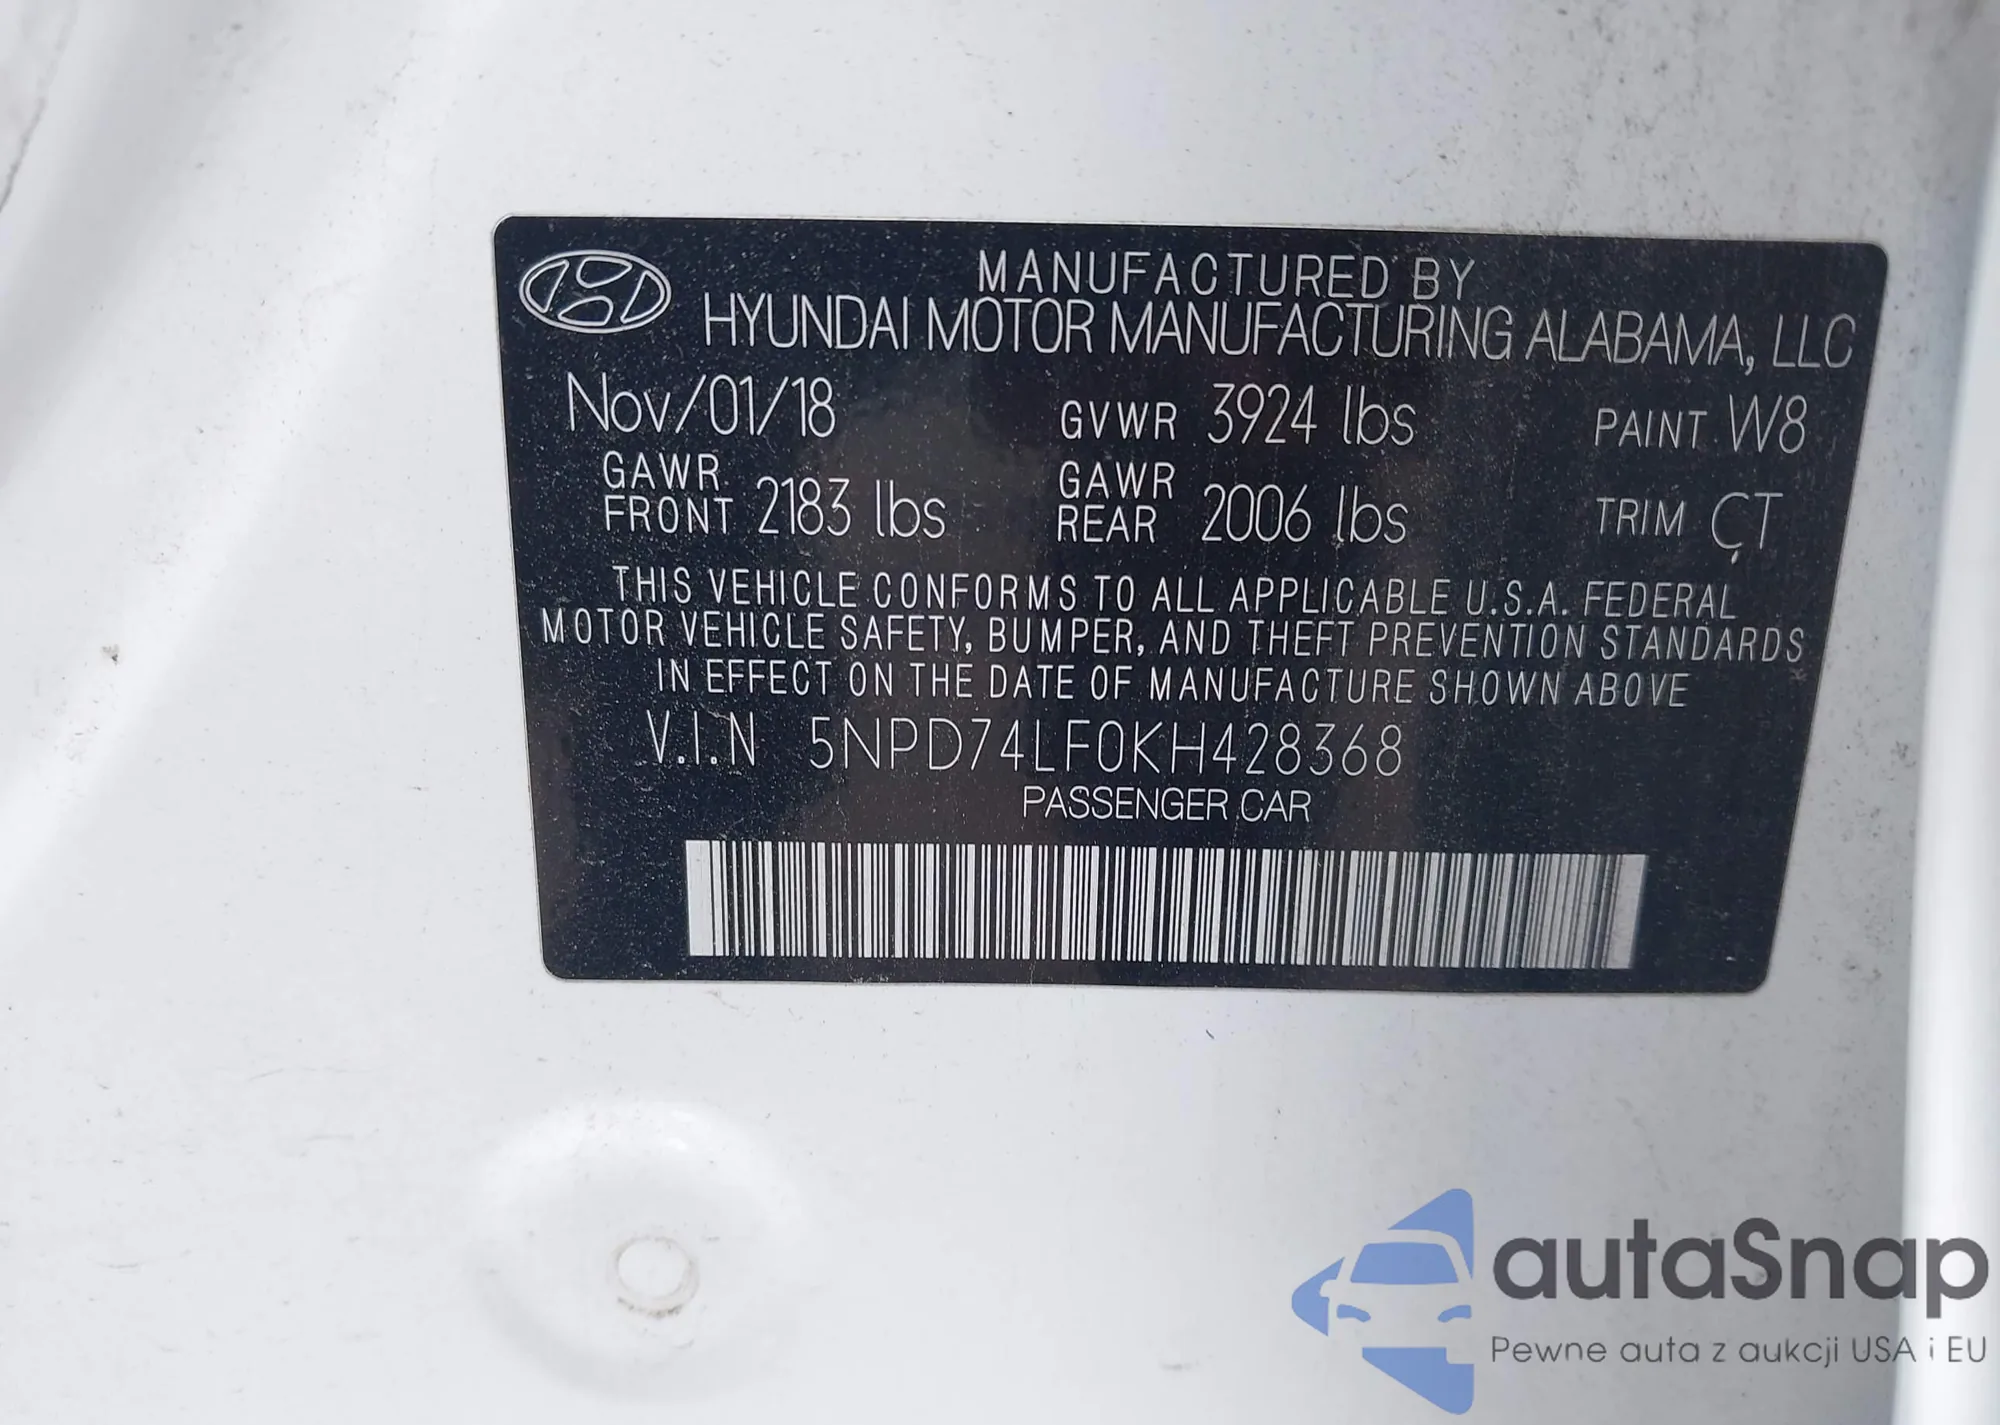 MANUFACTURED BY
HYUNDAI MOTOR MANUFACTURING ALABAMA, LLC
Nov/01/18 GVWR 3924 lbs PAINT W8
GAWR FRONT 2183 lbs GAWR REAR 2006 lbs TRIM ÇT
THIS VEHICLE CONFORMS TO ALL APPLICABLE U.S.A. FEDERAL
MOTOR VEHICLE SAFETY, BUMPER, AND THEFT PREVENTION STANDARDS
IN EFFECT ON THE DATE OF MANUFACTURE SHOWN ABOVE
V.I.N 5NPD74LF0KH428368
PASSENGER CAR
autaSnap
Pewne auta z aukcji USA i EU